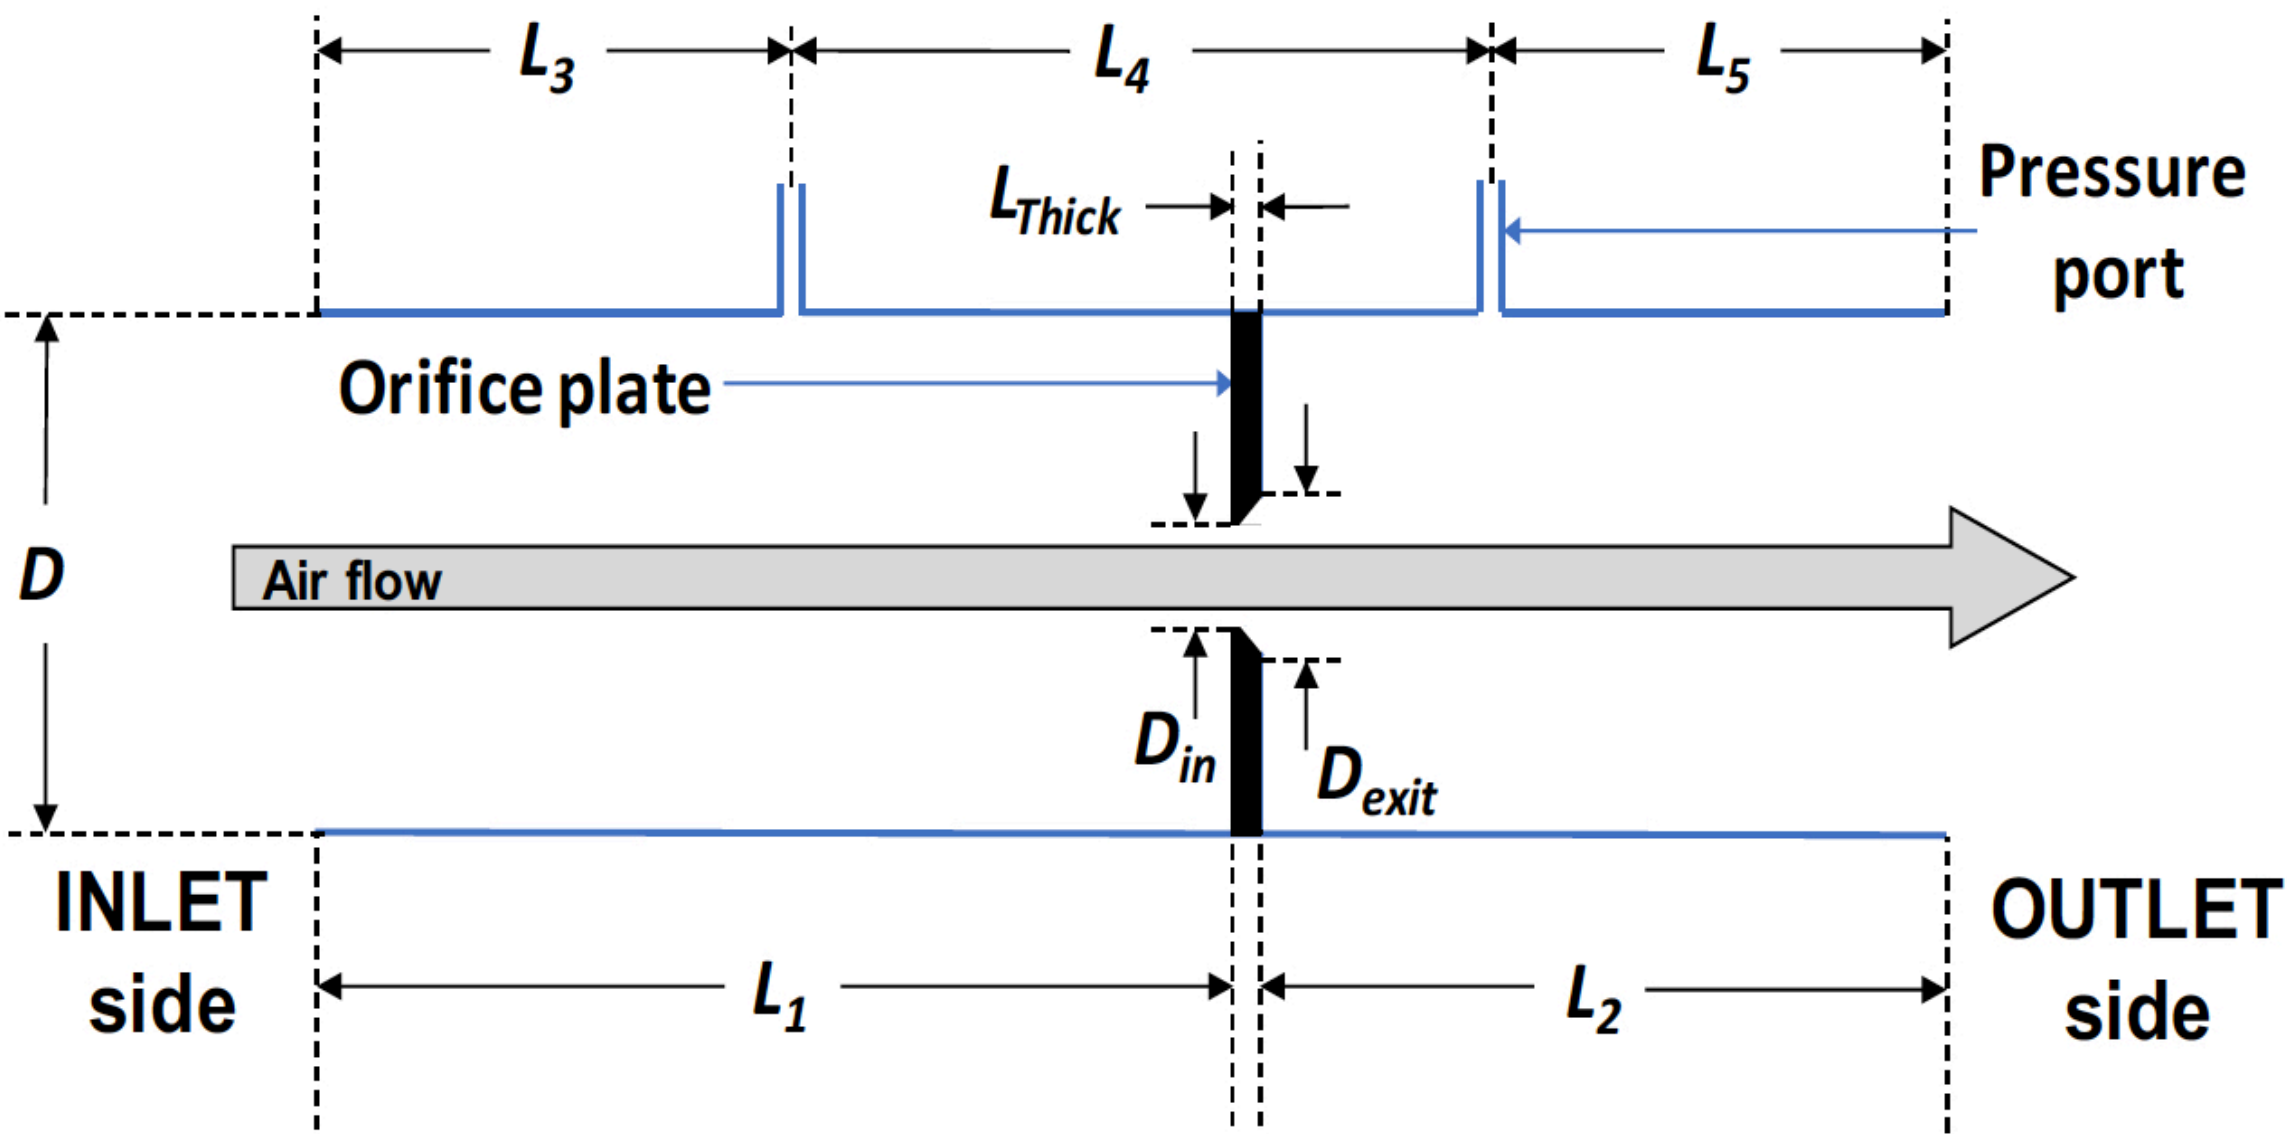 L3
L4
L5
LThick
Pressure
port
Orifice plate
D
Air flow
Din
Dexit
INLET
side
L1
L2
OUTLET
side